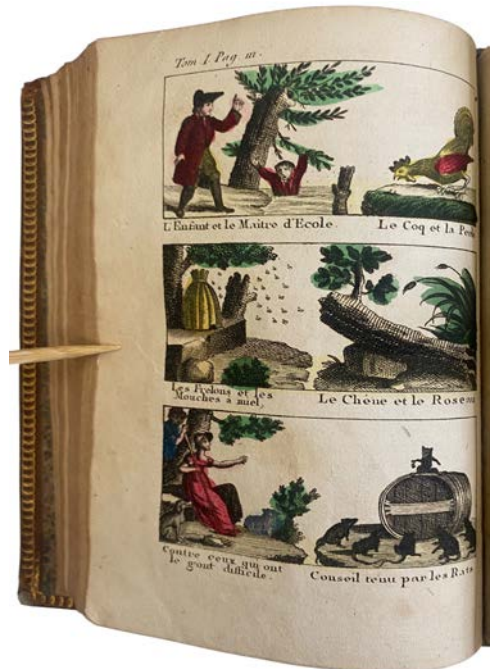 Tom I. Pag. III.
L'Enfant et le Maître d'Ecole.
Le Coq et la
Les Frelons et les
Mouches à miel,
Le Chêne et le
Contre ceux qui ont
le goût difficile.
Conseil tenu par les Rats